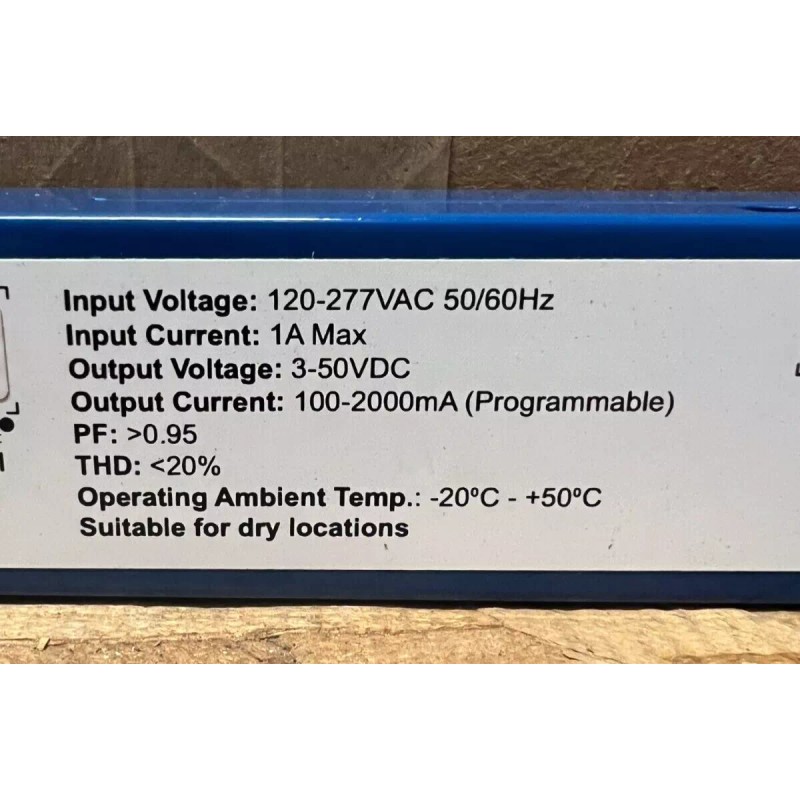 Input Voltage: 120-277VAC 50/60Hz
Input Current: 1A Max
Output Voltage: 3-50VDC
Output Current: 100-2000mA (Programmable)
PF: >0.95
THD: <20%
Operating Ambient Temp.: -20ºC - +50ºC
Suitable for dry locations